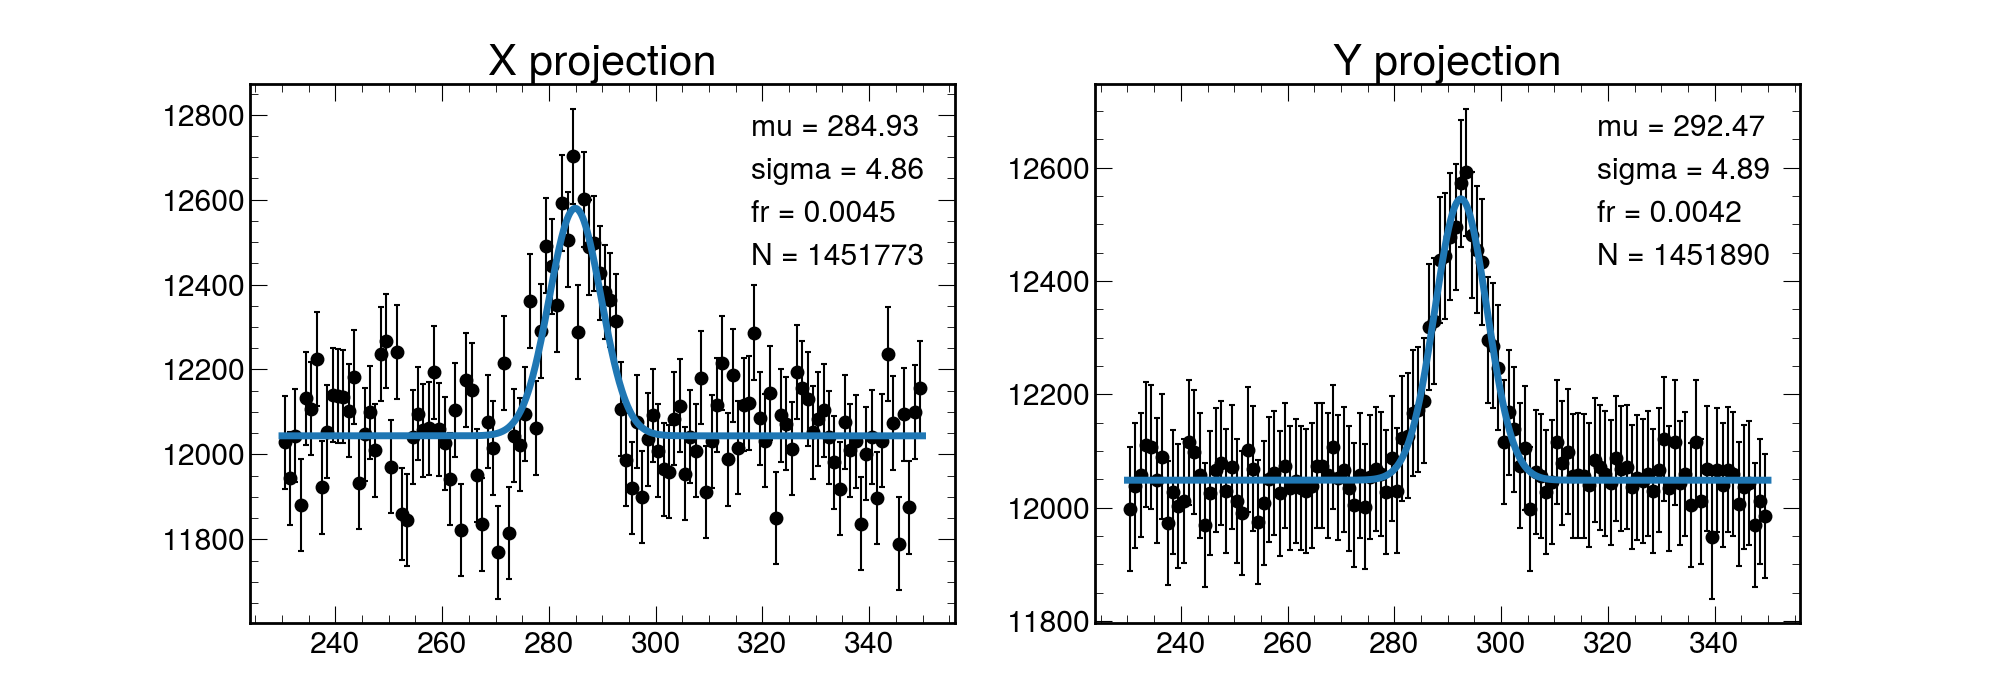 X projection
12800
12600
12400
12200
12000
11800
mu = 284.93
sigma = 4.86
fr = 0.0045
N = 1451773
240 260 280 300 320 340
Y projection
12600
12400
12200
12000
11800
mu = 292.47
sigma = 4.89
fr = 0.0042
N = 1451890
240 260 280 300 320 340